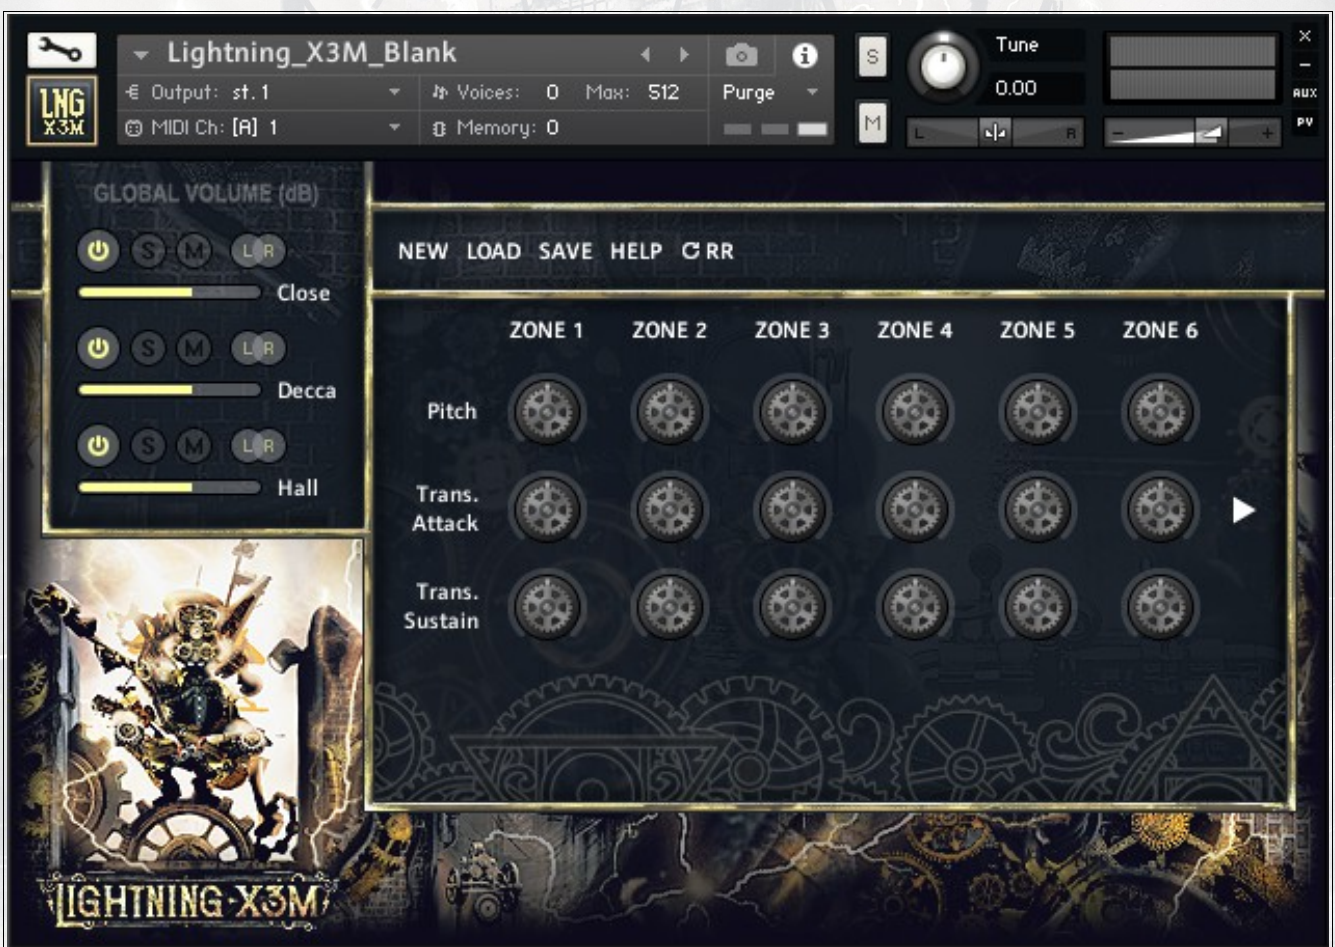 Lightning_X3M_Blank
LNG
X3M
Output: st.1
Voices: 0 Max: 512
Purge
MIDI Ch: [A] 1
Memory: 0
S
M
Tune
0.00
L R
- +
×
-
AUX
PV
GLOBAL VOLUME (dB)
S M L R
Close
S M L R
Decca
S M L R
Hall
NEW LOAD SAVE HELP RR
ZONE 1 ZONE 2 ZONE 3 ZONE 4 ZONE 5 ZONE 6
Pitch
Trans.
Attack
Trans.
Sustain
LIGHTNING-X3M